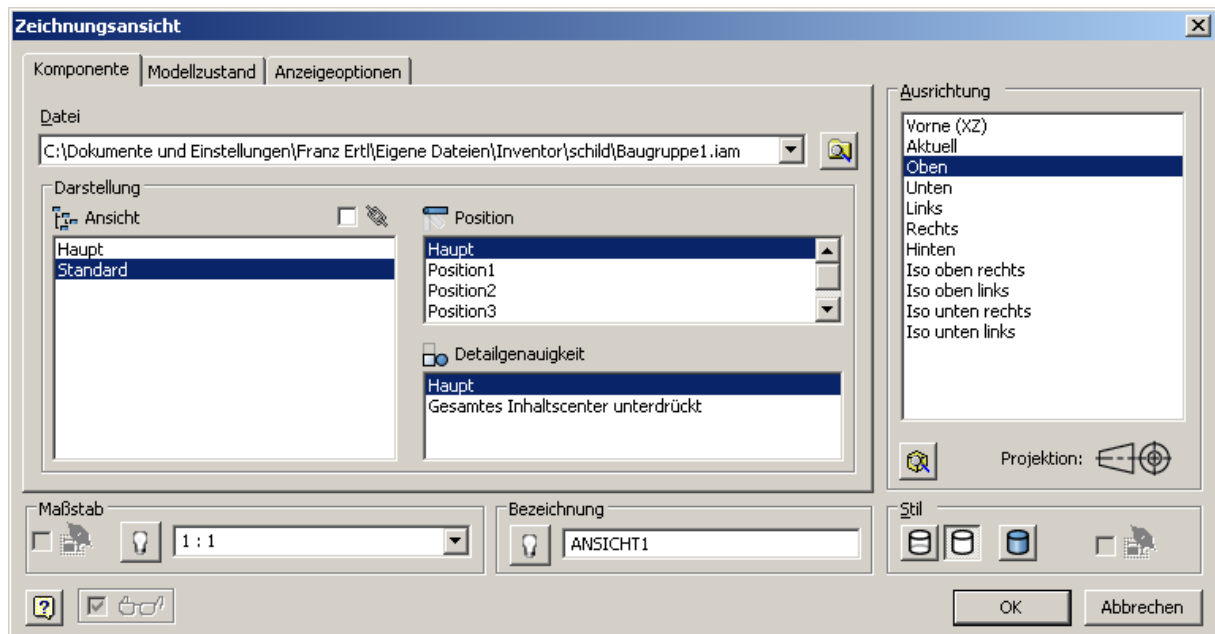 Zeichnungsansicht
Komponente
Modellzustand
Anzeigeoptionen
Datei
C:\Dokumente und Einstellungen\Franz Ertl\Eigene Dateien\Inventor\schild\Baugruppe1.iam
Darstellung
Ansicht
Haupt
Standard
Position
Haupt
Position1
Position2
Position3
Detailgenauigkeit
Haupt
Gesamtes Inhaltscenter unterdrückt
Ausrichtung
Vorne (XZ)
Aktuell
Oben
Unten
Links
Rechts
Hinten
Iso oben rechts
Iso oben links
Iso unten rechts
Iso unten links
Projektion:
Maßstab
1 : 1
Bezeichnung
ANSICHT1
Stil
OK
Abbrechen